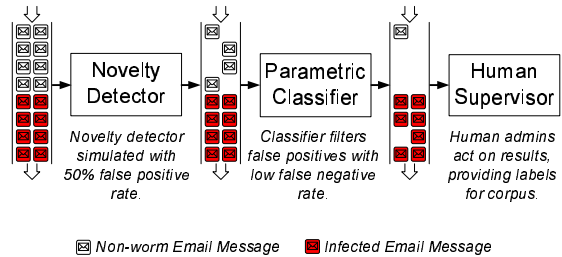 Novelty
Detector
Parametric
Classifier
Human
Supervisor
Novelty detector
simulated with
50% false positive
rate.
Classifier filters
false positives with
low false negative
rate.
Human admins
act on results,
providing labels
for corpus.
Non-worm Email Message
Infected Email Message